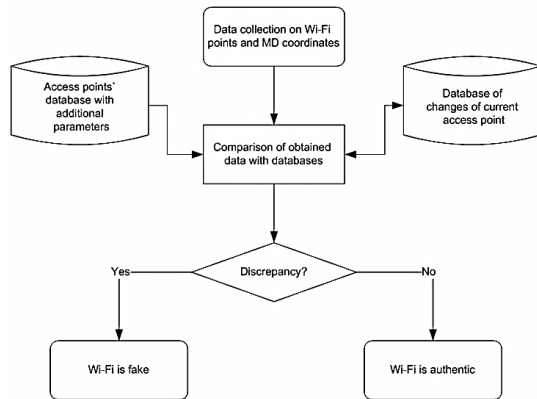 Data collection on Wi-Fi
points and MD coordinates
Access points`
database with
additional
parameters
Database of
changes of current
access point
Comparison of obtained
data with databases
Discrepancy?
Yes
No
Wi-Fi is fake
Wi-Fi is authentic